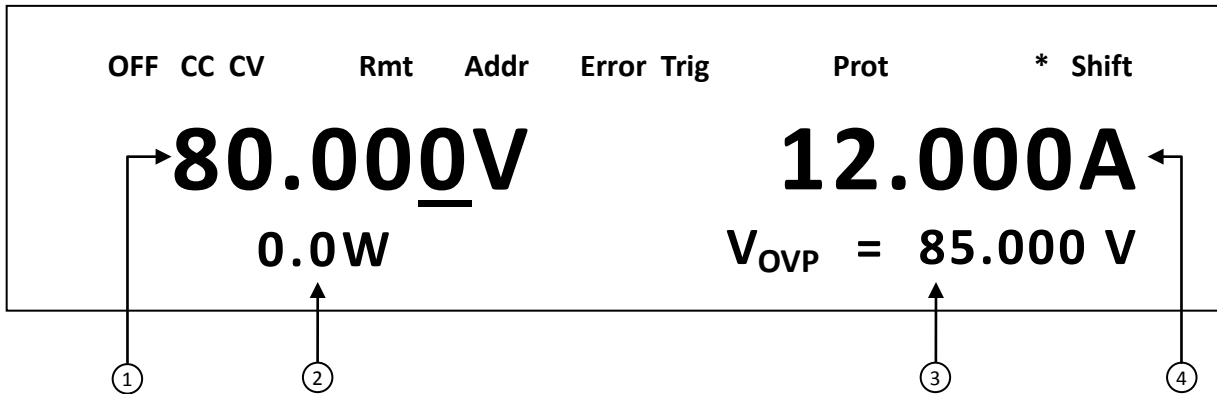 OFF CC CV Rmt Addr Error Trig Prot * Shift
80.000V 12.000A
0.0W VOVP = 85.000 V
1 2 3 4